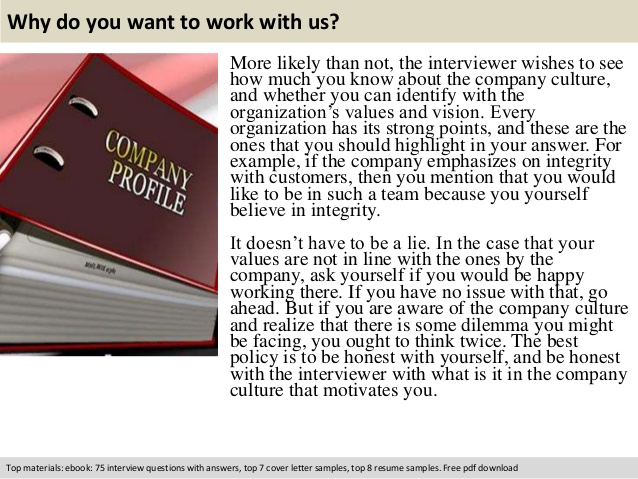 Why do you want to work with us?
COMPANY
PROFILE
More likely than not, the interviewer wishes to see
how much you know about the company culture,
and whether you can identify with the
organization's values and vision. Every
organization has its strong points, and these are the
ones that you should highlight in your answer. For
example, if the company emphasizes on integrity
with customers, then you mention that you would
like to be in such a team because you yourself
believe in integrity.
It doesn't have to be a lie. In the case that your
values are not in line with the ones by the
company, ask yourself if you would be happy
working there. If you have no issue with that, go
ahead. But if you are aware of the company culture
and realize that there is some dilemma you might
be facing, you ought to think twice. The best
policy is to be honest with yourself, and be honest
with the interviewer with what is it in the company
culture that motivates you.
Top materials: ebook: 75 interview questions with answers, top 7 cover letter samples, top 8 resume samples. Free pdf download